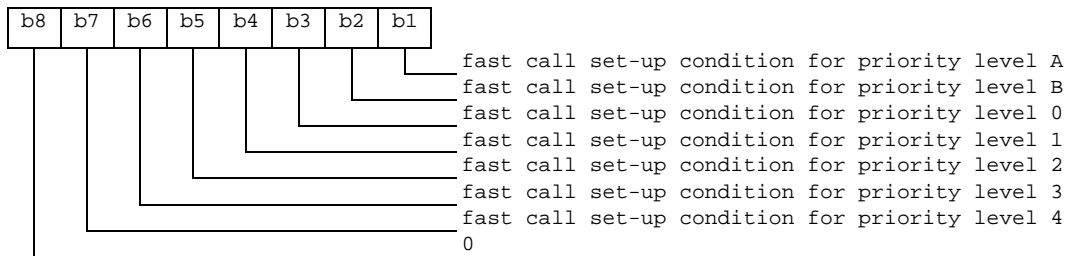 b8 b7 b6 b5 b4 b3 b2 b1
fast call set-up condition for priority level A
fast call set-up condition for priority level B
fast call set-up condition for priority level 0
fast call set-up condition for priority level 1
fast call set-up condition for priority level 2
fast call set-up condition for priority level 3
fast call set-up condition for priority level 4
0